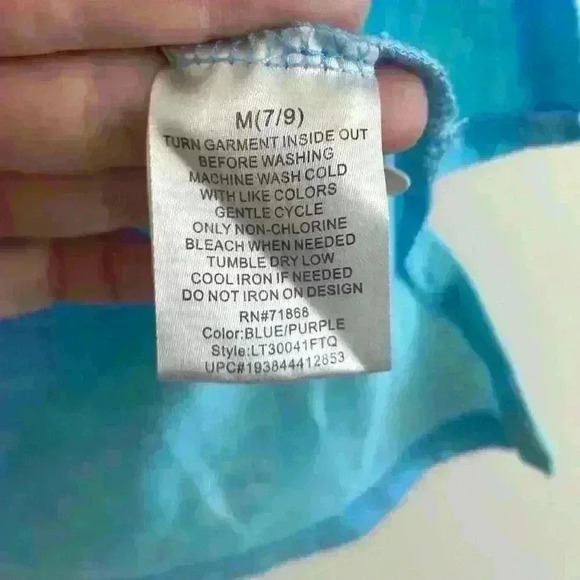 M(7/9)
TURN GARMENT INSIDE OUT
BEFORE WASHING
MACHINE WASH COLD
WITH LIKE COLORS
GENTLE CYCLE
ONLY NON-CHLORINE
BLEACH WHEN NEEDED
TUMBLE DRY LOW
COOL IRON IF NEEDED
DO NOT IRON ON DESIGN
RN#71868
Color:BLUE/PURPLE
Style:LT30041FTQ
UPC#193844412853